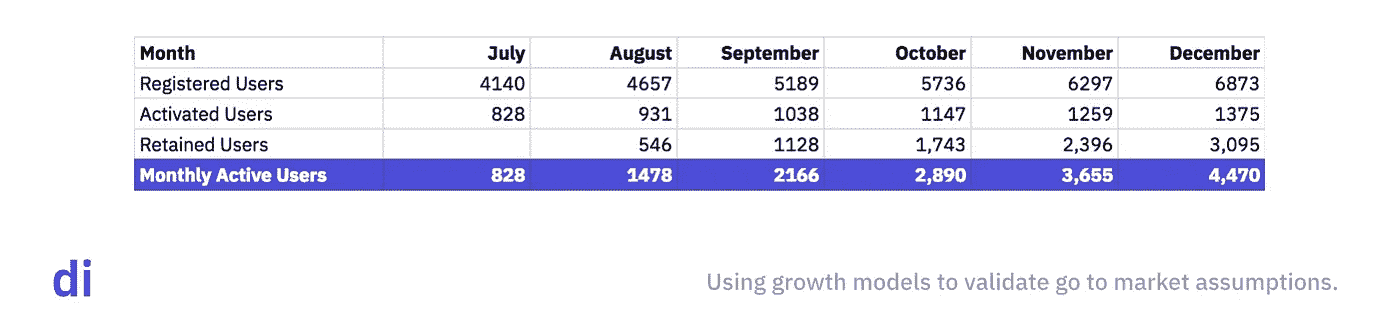 Month July August September October November December
Registered Users 4140 4657 5189 5736 6297 6873
Activated Users 828 931 1038 1147 1259 1375
Retained Users 546 1128 1,743 2,396 3,095
Monthly Active Users 828 1478 2166 2,890 3,655 4,470
di
Using growth models to validate go to market assumptions.